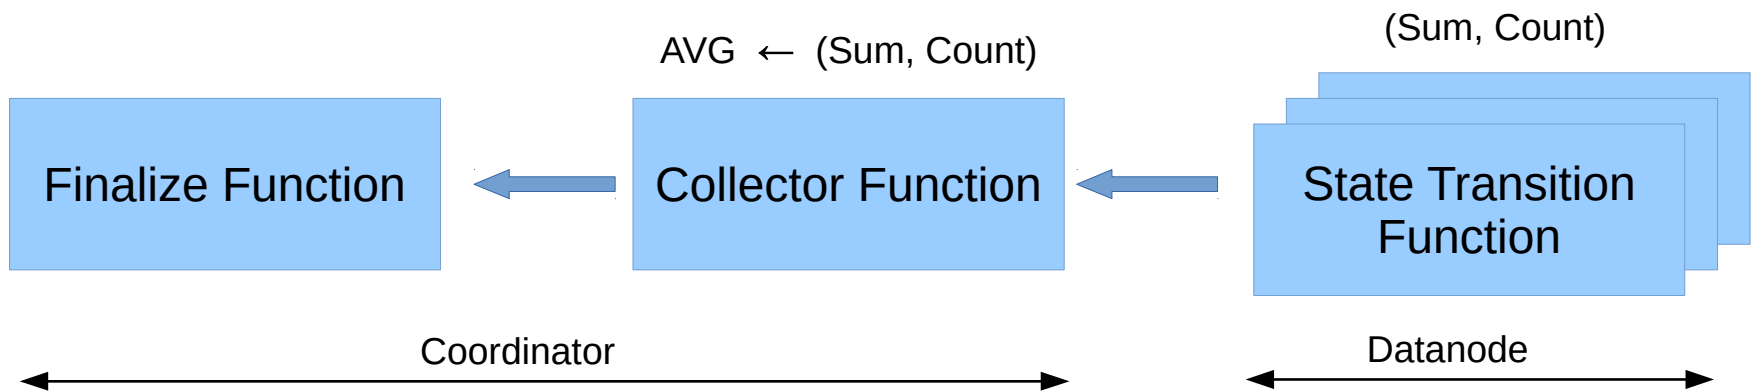 (Sum, Count)
AVG ← (Sum, Count)
Finalize Function
Collector Function
State Transition
Function
Coordinator
Datanode